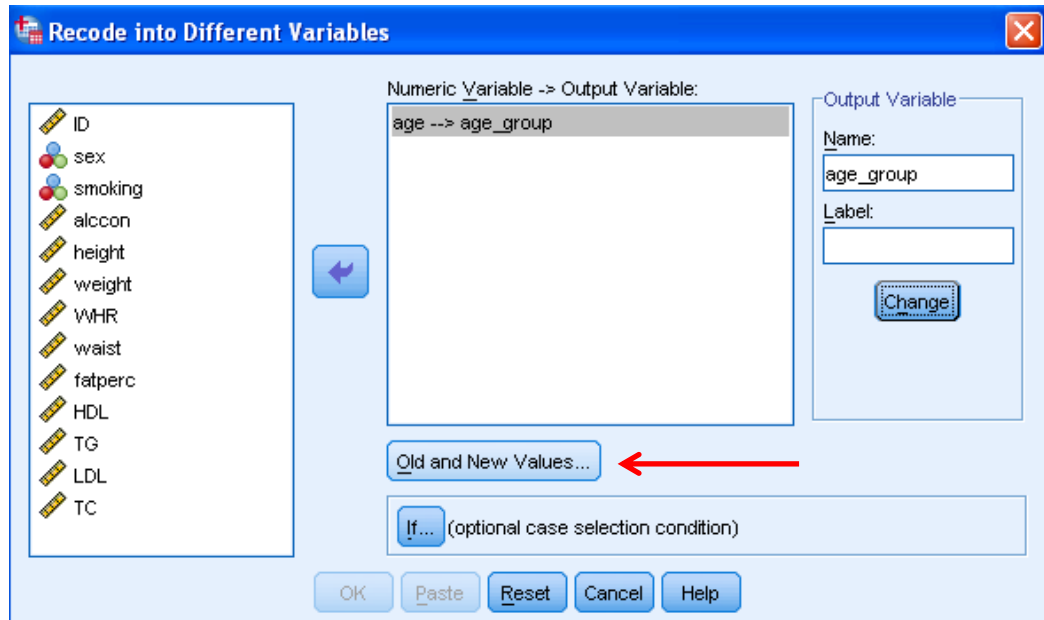 Recode into Different Variables
ID
sex
smoking
alccon
height
weight
WHR
waist
fatperc
HDL
TG
LDL
TC
Numeric Variable -> Output Variable:
age --> age_group
Old and New Values...
If... (optional case selection condition)
Output Variable
Name:
age_group
Label:
Change
OK Paste Reset Cancel Help